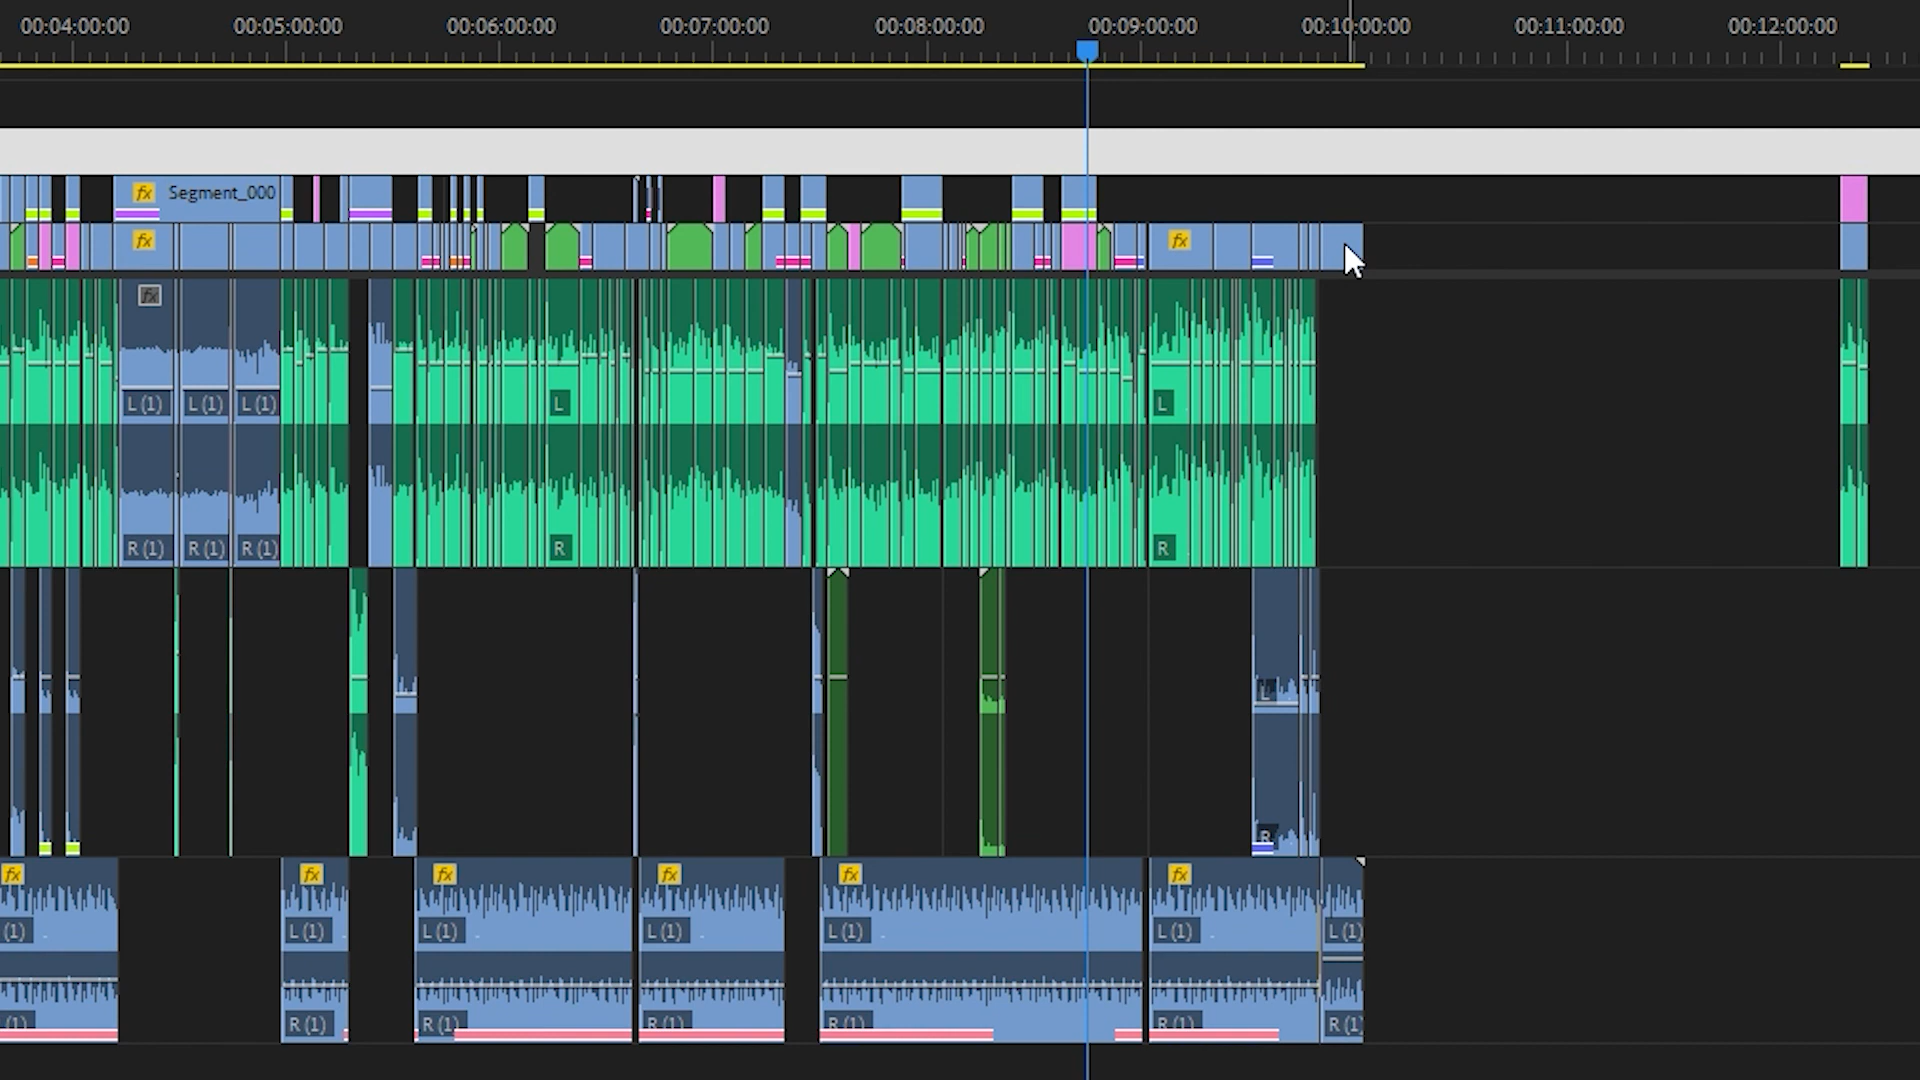 00:04:00:00 00:05:00:00 00:06:00:00 00:07:00:00 00:08:00:00 00:09:00:00 00:10:00:00 00:11:00:00 00:12:00:00
fx Segment_000
fx fx
fx
L (1) L (1) L (1) L L
R (1) R (1) R (1) R R
L
R
fx fx fx fx fx fx
(1) L (1) L (1) L (1) L (1) L (1) L (1)
(1) R (1) R (1) R (1) R (1) R (1) R (1)